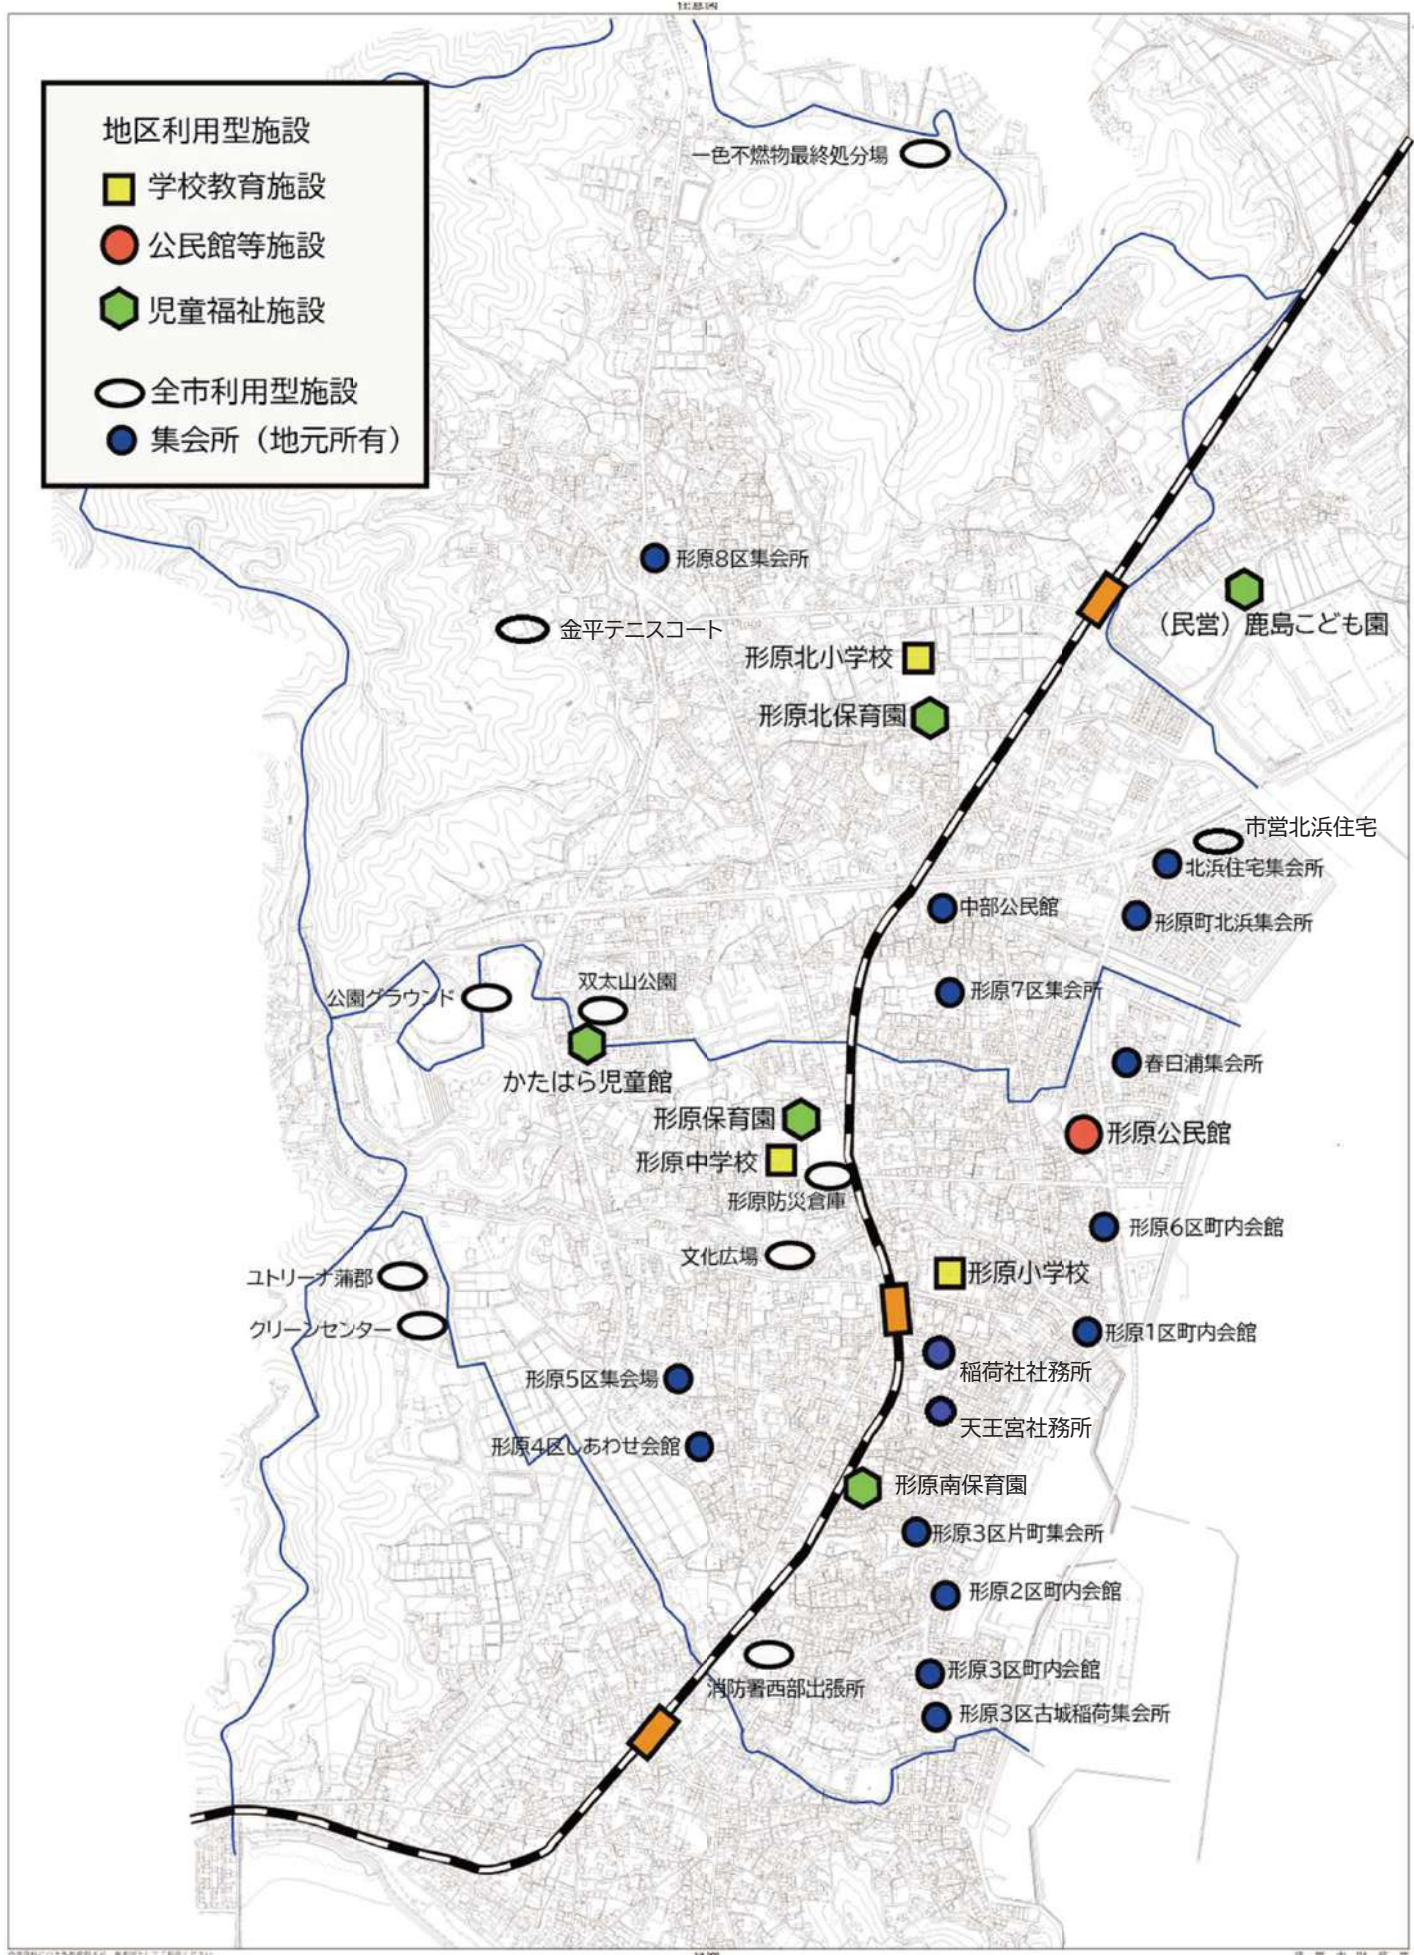 地区利用型施設
学校教育施設
公民館等施設
児童福祉施設
全市利用型施設
集会所（地元所有）
一色不燃物最終処分場
形原8区集会所
金平テニスコート
（民営）鹿島こども園
形原北小学校
形原北保育園
市営北浜住宅
北浜住宅集会所
中部公民館
形原町北浜集会所
双太山公園
公園グラウンド
形原7区集会所
春日浦集会所
かたはら児童館
形原保育園
形原公民館
形原中学校
形原防災倉庫
形原6区町内会館
文化広場
ユトリーナ蒲郡
形原小学校
クリーンセンター
形原1区町内会館
稲荷社社務所
形原5区集会場
天王宮社務所
形原4区しあわせ会館
形原南保育園
形原3区片町集会所
形原2区町内会館
形原3区町内会館
消防署西部出張所
形原3区古城稲荷集会所